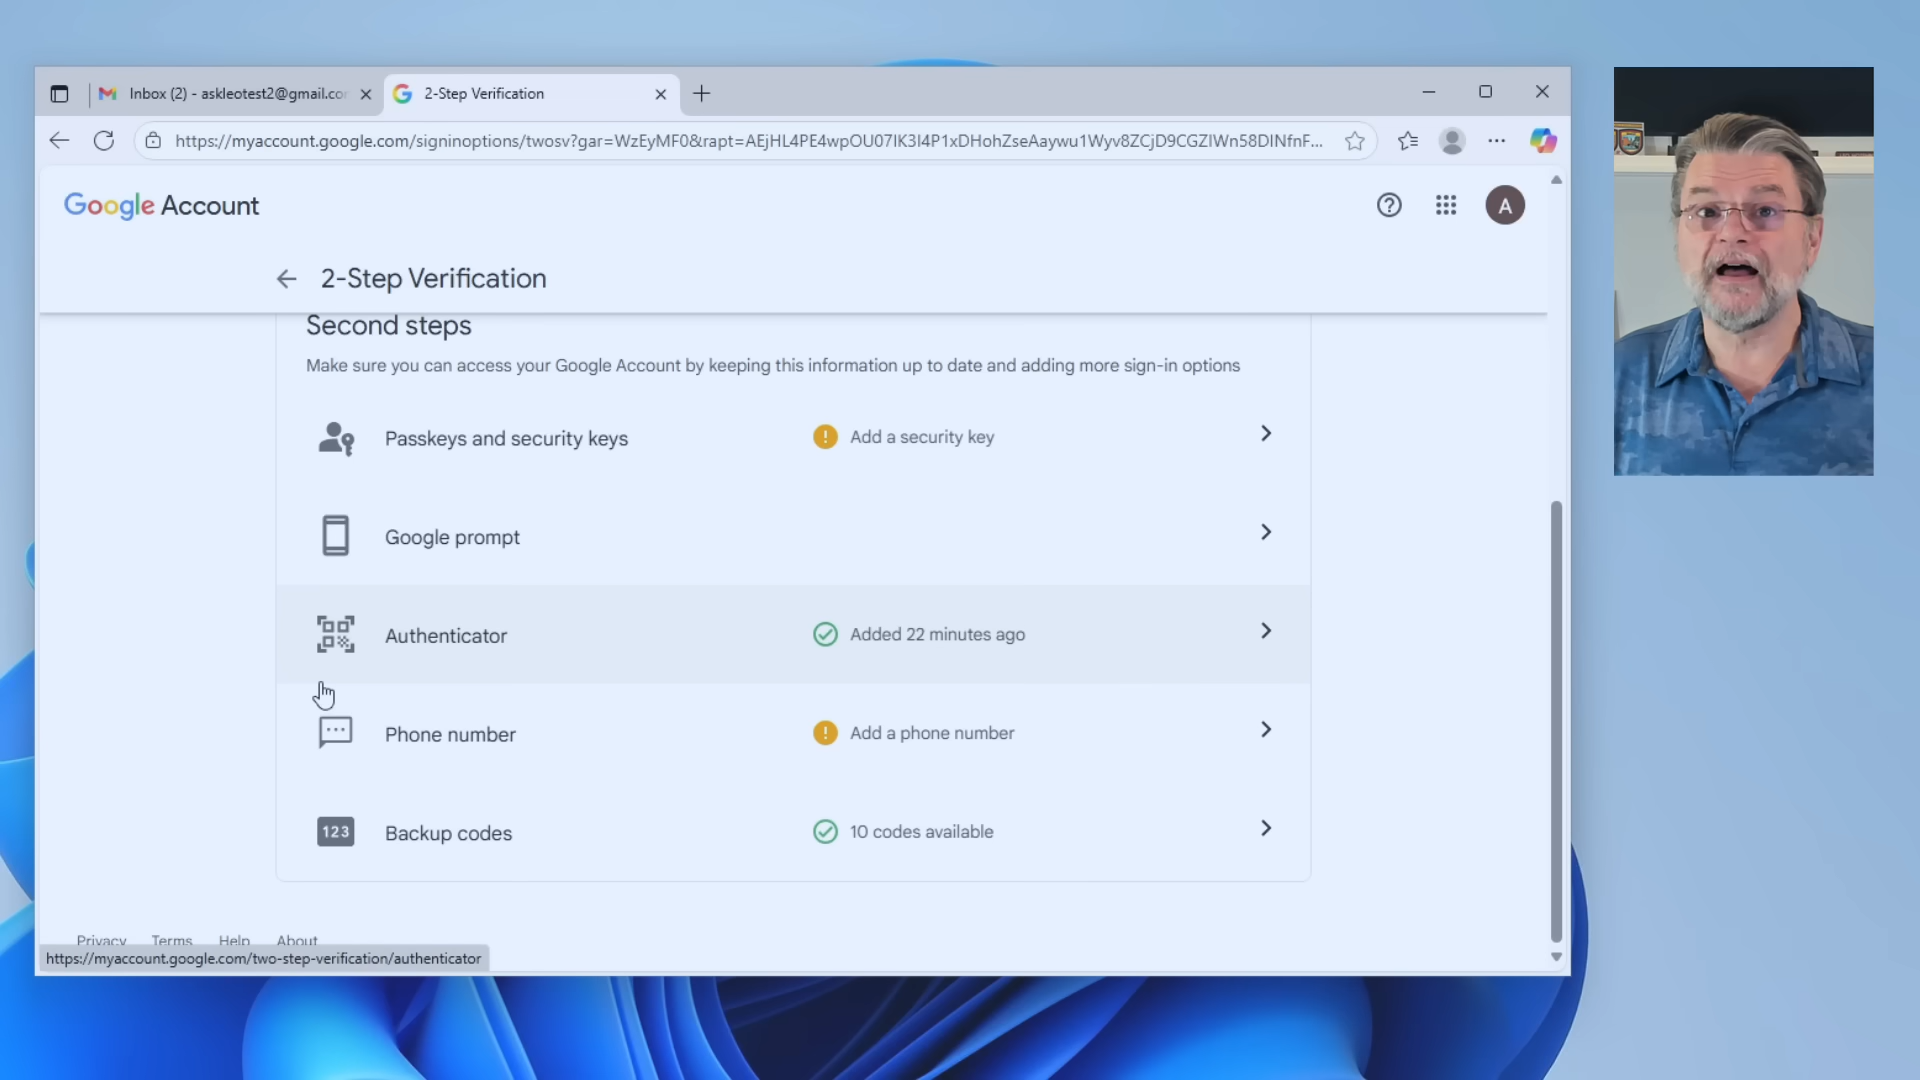 Inbox (2) - askleotest2@gmail.co
2-Step Verification
https://myaccount.google.com/signinoptions/twosv?gar=WzEyMF0&rapt=AEjHL4PE4wpOU07IK3I4P1xDHohZseAaywu1Wyv8ZCjD9CGZIWn58DINfnF...
Google Account
A
2-Step Verification
Second steps
Make sure you can access your Google Account by keeping this information up to date and adding more sign-in options
Passkeys and security keys
! Add a security key
Google prompt
Authenticator
Added 22 minutes ago
Phone number
! Add a phone number
123
Backup codes
10 codes available
Privacy Terms Help About
https://myaccount.google.com/two-step-verification/authenticator